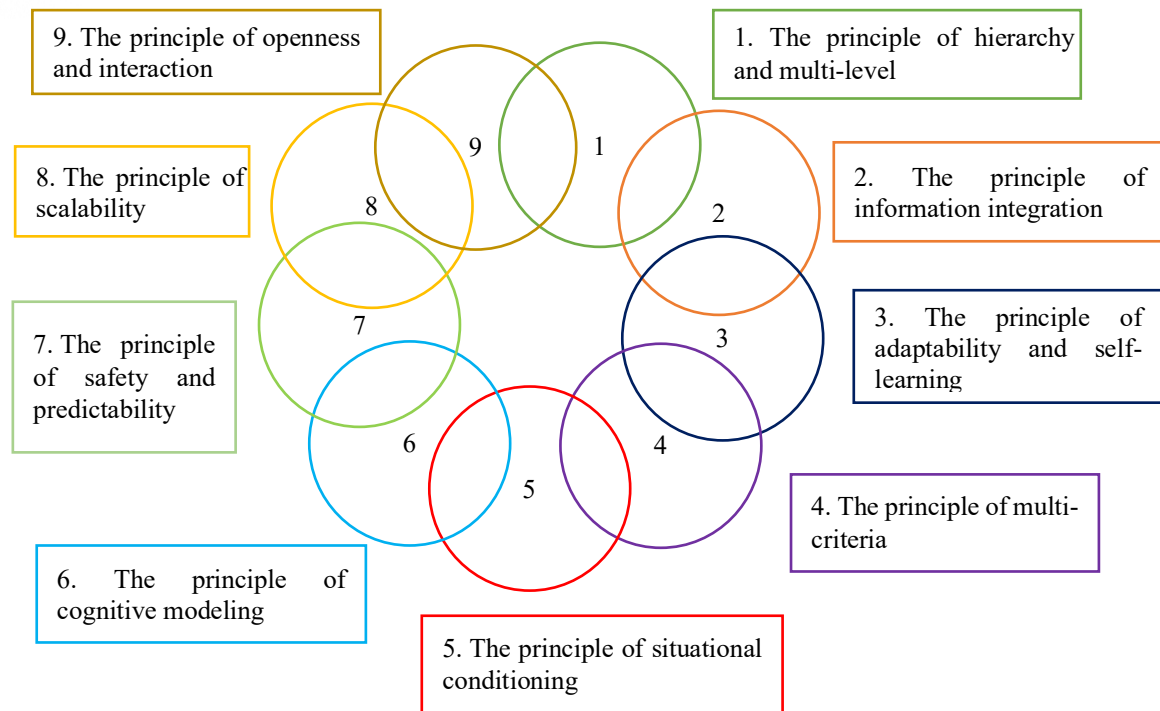 9. The principle of openness
and interaction
1. The principle of hierarchy
and multi-level
9
1
8. The principle of
scalability
8
2
2. The principle of
information integration
7. The principle
of safety and
predictability
7
3
3. The principle of
adaptability and self-
learning
6
4
5
4. The principle of multi-
criteria
6. The principle of
cognitive modeling
5. The principle of situational
conditioning